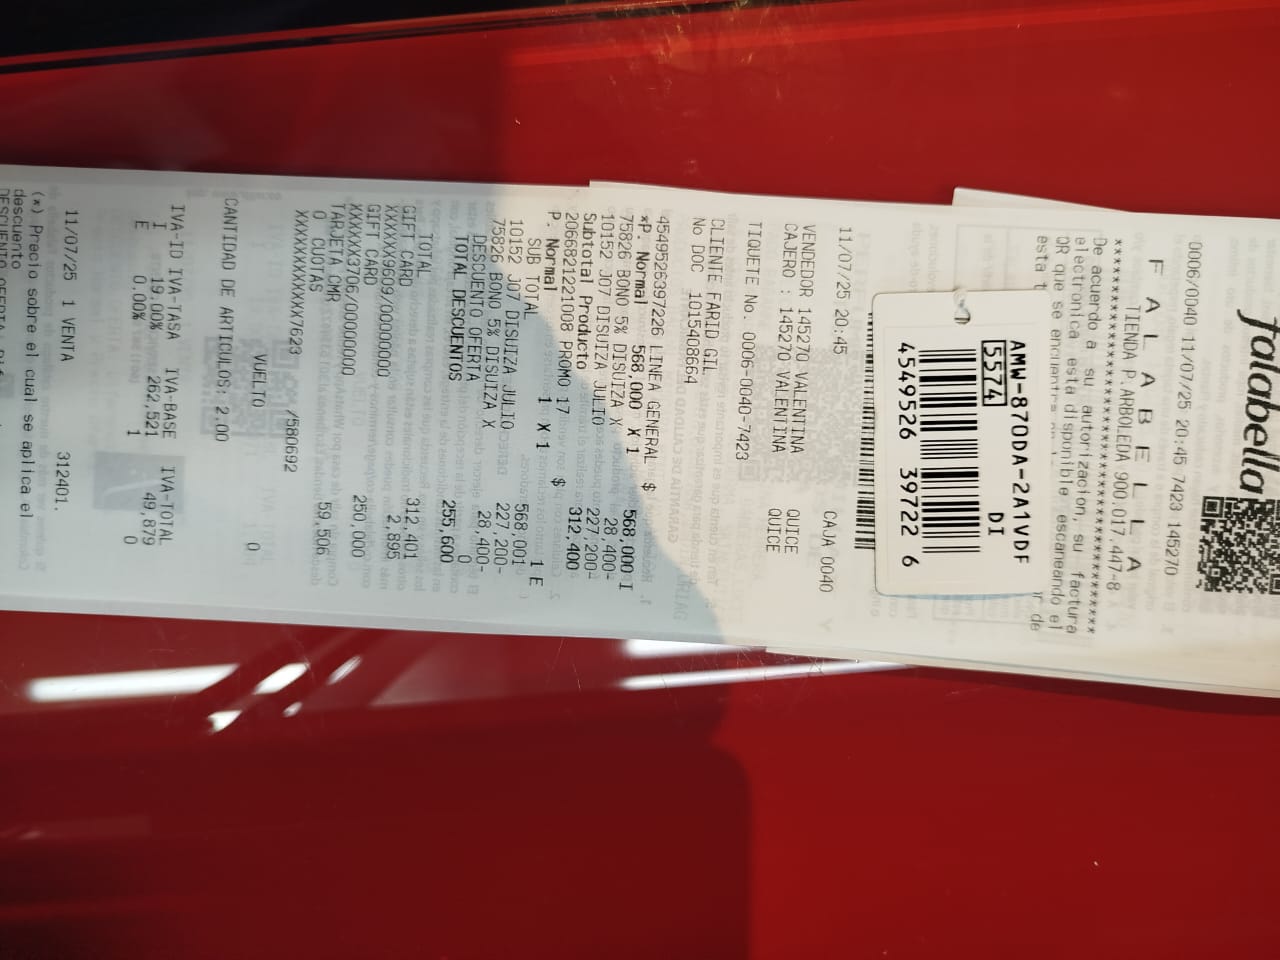 falabella
0006/0040 11/07/25 20:45 7423 145270
F A L A B E L L A
TIENDA P.ARBOLEDA 900.017.447-8
************************************
De acuerdo a su autorizacion, su factura
electronica esta disponible escaneando el
QR que se encuentra
esta
AMW-870DA-2A1VDF
5574 DI
4549526 39722 6
11/07/25 20:45 CAJA 0040
VENDEDOR 145270 VALENTINA QUICE
CAJERO : 145270 VALENTINA QUICE
TIQUETE No. 0006-0040-7423
CLIENTE FARID GIL
No DOC 1015408664
4549526397226 LINEA GENERAL $ 568,000 I
*P. Normal 568,000 X 1
75826 BONO 5% DISUIZA X 28,400-
10152 J07 DISUIZA JULIO 227,200-
Subtotal Producto 312,400
2066821221008 PROMO 17 $ 1 E
P. Normal 1 X 1
SUB TOTAL 568,001
10152 J07 DISUIZA JULIO 227,200-
75826 BONO 5% DISUIZA X 28,400-
DESCUENTO OFERTA 0
TOTAL DESCUENTOS 255,600
TOTAL 312,401
GIFT CARD 2,895
XXXXXX9609/00000000
GIFT CARD 250,000
XXXXXX3706/00000000
TARJETA CMR 59,506
0 CUOTAS
XXXXXXXXXXXX7623 /580692
VUELTO 0
CANTIDAD DE ARTICULOS: 2.00
IVA-ID IVA-TASA IVA-BASE IVA-TOTAL
I 19.00% 262,521 49,879
E 0.00% 1 0
11/07/25 1 VENTA 312401.
(*) Precio sobre el cual se aplica el
descuento
DESCUENTO OFERTA: